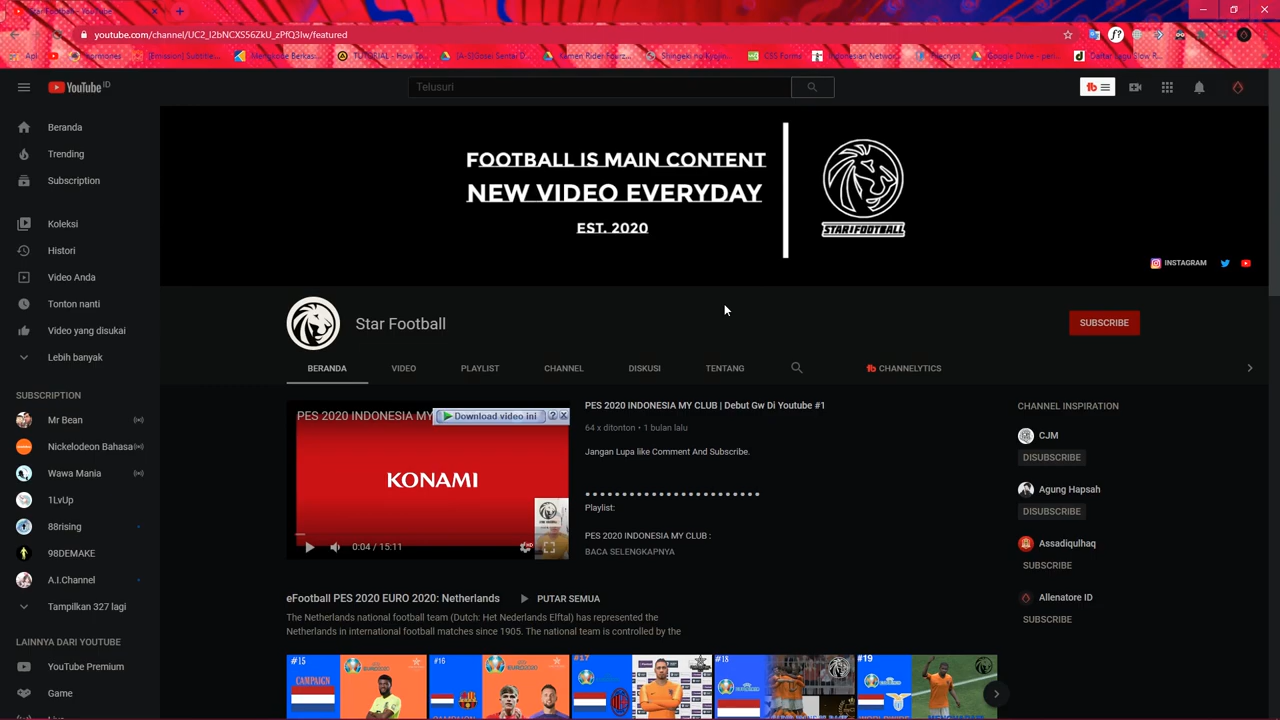 Star Football - YouTube
youtube.com/channel/UC2_I2bNCXS56ZkU_zPfQ3Iw/featured
YouTube ID
Telusuri
Beranda
Trending
Subscription
Koleksi
Histori
Video Anda
Tonton nanti
Video yang disukai
Lebih banyak
SUBSCRIPTION
Mr Bean
Nickelodeon Bahasa
Wawa Mania
1LvUp
88rising
98DEMAKE
A.I.Channel
Tampilkan 327 lagi
LAINNYA DARI YOUTUBE
YouTube Premium
Game
FOOTBALL IS MAIN CONTENT
NEW VIDEO EVERYDAY
EST. 2020
STAR|FOOTBALL
INSTAGRAM
Star Football
SUBSCRIBE
BERANDA VIDEO PLAYLIST CHANNEL DISKUSI TENTANG CHANNELYTICS
PES 2020 INDONESIA MY
Download video ini
KONAMI
0:04 / 15:11
PES 2020 INDONESIA MY CLUB | Debut Gw Di Youtube #1
64 x ditonton • 1 bulan lalu
Jangan Lupa like Comment And Subscribe.
Playlist:
PES 2020 INDONESIA MY CLUB :
BACA SELENGKAPNYA
CHANNEL INSPIRATION
CJM
DISUBSCRIBE
Agung Hapsah
DISUBSCRIBE
Assadiqulhaq
SUBSCRIBE
Allenatore ID
SUBSCRIBE
eFootball PES 2020 EURO 2020: Netherlands PUTAR SEMUA
The Netherlands national football team (Dutch: Het Nederlands Elftal) has represented the
Netherlands in international football matches since 1905. The national team is controlled by the
#15
CAMPAIGN
#16
#17
#18
#19